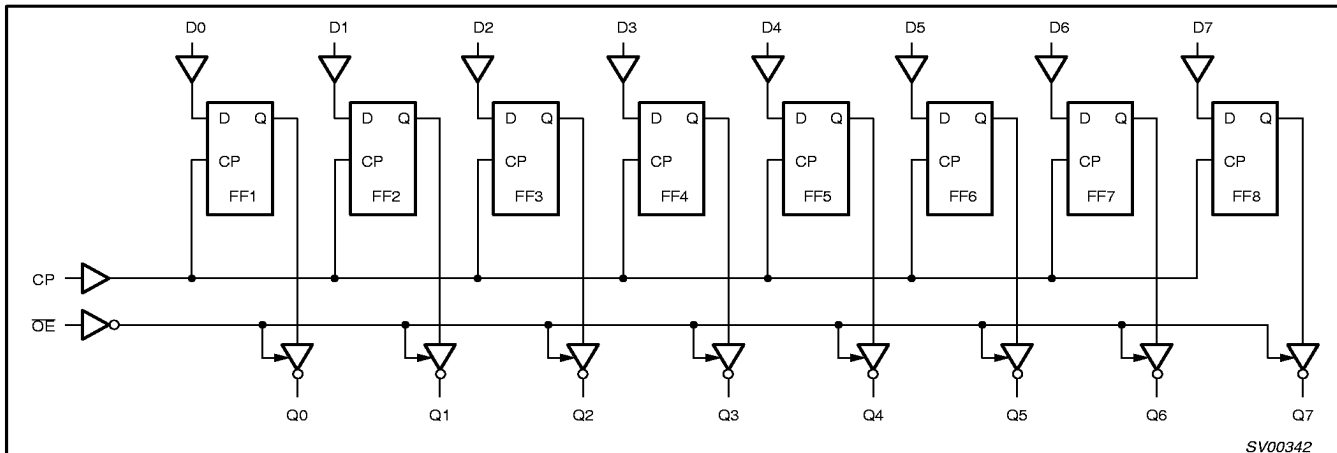 D0 D1 D2 D3 D4 D5 D6 D7
D Q D Q D Q D Q D Q D Q D Q D Q
CP CP CP CP CP CP CP CP
FF1 FF2 FF3 FF4 FF5 FF6 FF7 FF8
CP
O̅E̅
Q0 Q1 Q2 Q3 Q4 Q5 Q6 Q7
SV00342